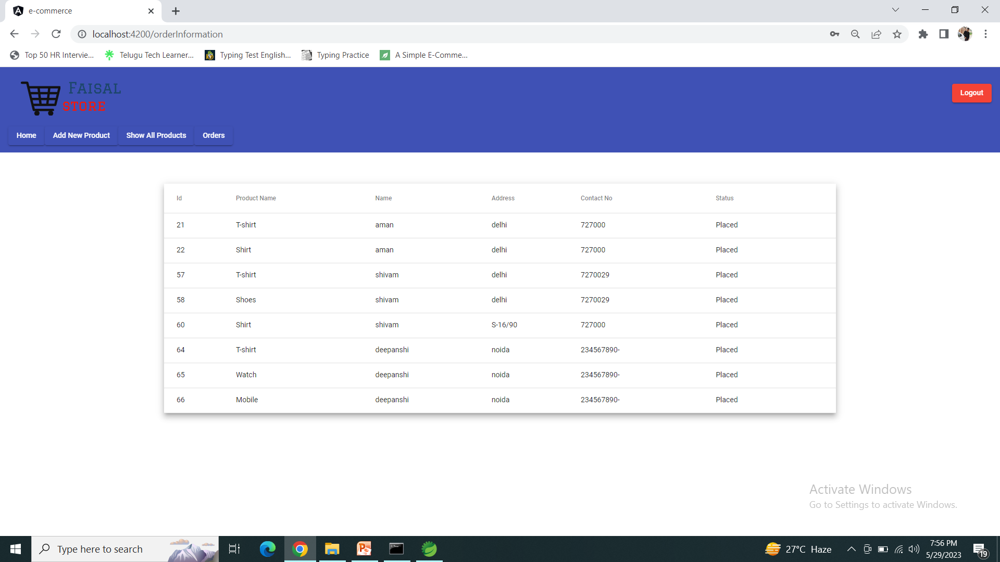 e-commerce
localhost:4200/orderInformation
Top 50 HR Intervie... Telugu Tech Learner... Typing Test English... Typing Practice A Simple E-Comme...
FAISAL
STORE
Logout
Home Add New Product Show All Products Orders
Id Product Name Name Address Contact No Status
21 T-shirt aman delhi 727000 Placed
22 Shirt aman delhi 727000 Placed
57 T-shirt shivam delhi 7270029 Placed
58 Shoes shivam delhi 7270029 Placed
60 Shirt shivam S-16/90 727000 Placed
64 T-shirt deepanshi noida 234567890- Placed
65 Watch deepanshi noida 234567890- Placed
66 Mobile deepanshi noida 234567890- Placed
Activate Windows
Go to Settings to activate Windows.
Type here to search
27°C Haze
7:56 PM
5/29/2023
19